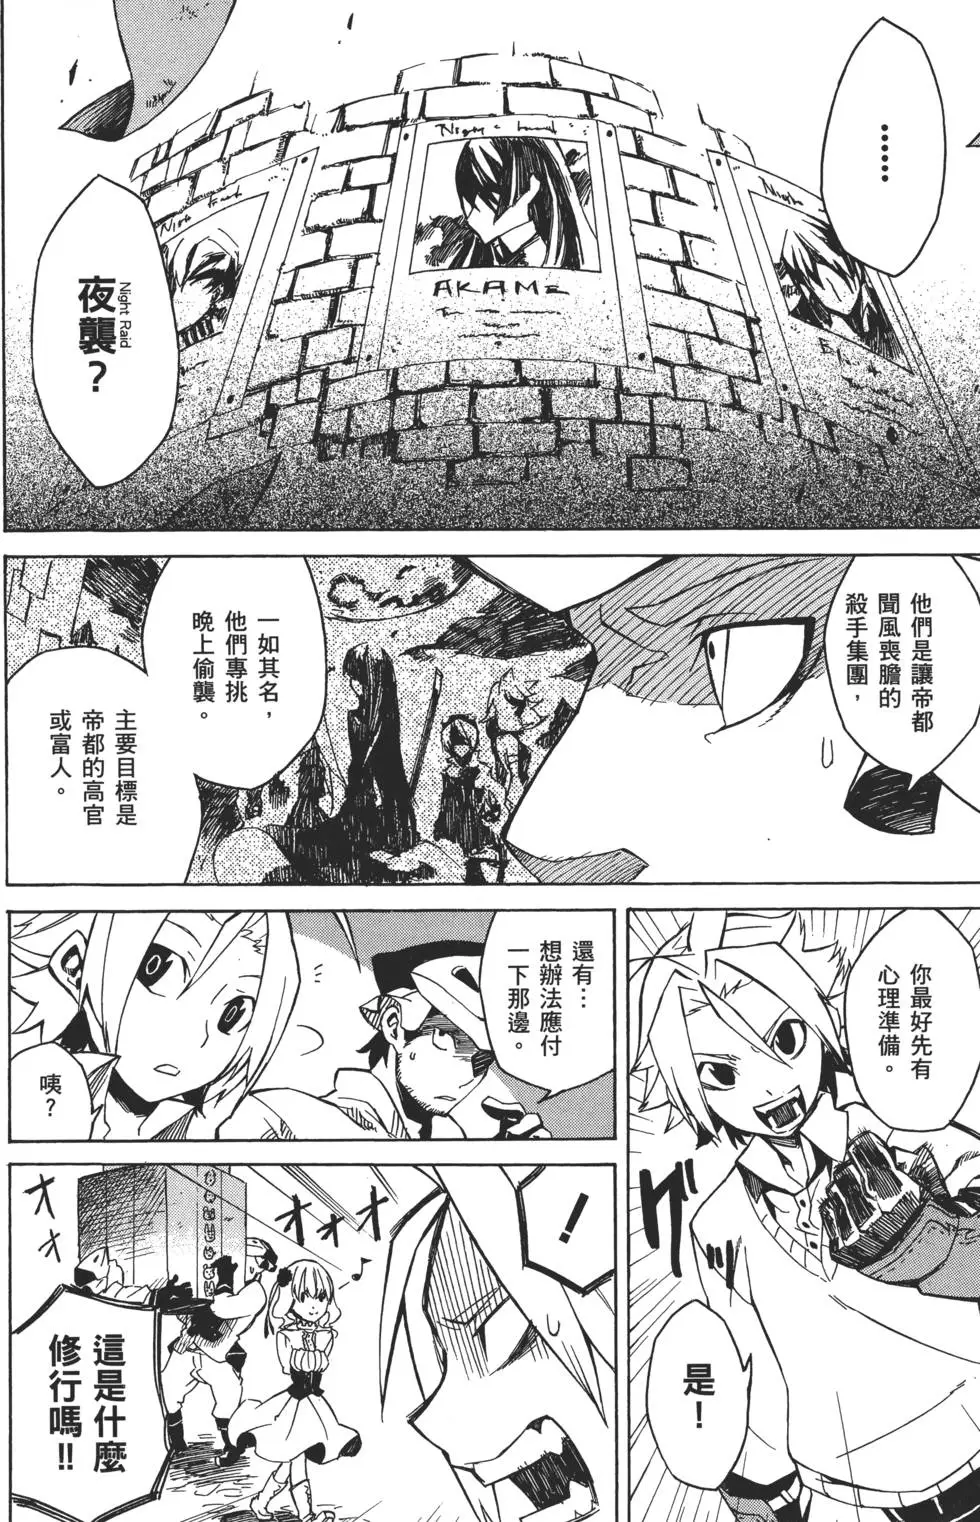 ……
夜襲？
Night Raid
Night
AKAME
Night
他們是讓帝都
聞風喪膽的
殺手集團，
一如其名，
他們專挑
晚上偷襲。
主要目標是
帝都的高官
或富人。
你最好先有
心理準備。
是！
還有…
想辦法應付
一下那邊。
咦？
！
オオオオ
這是什麼
修行嗎!!